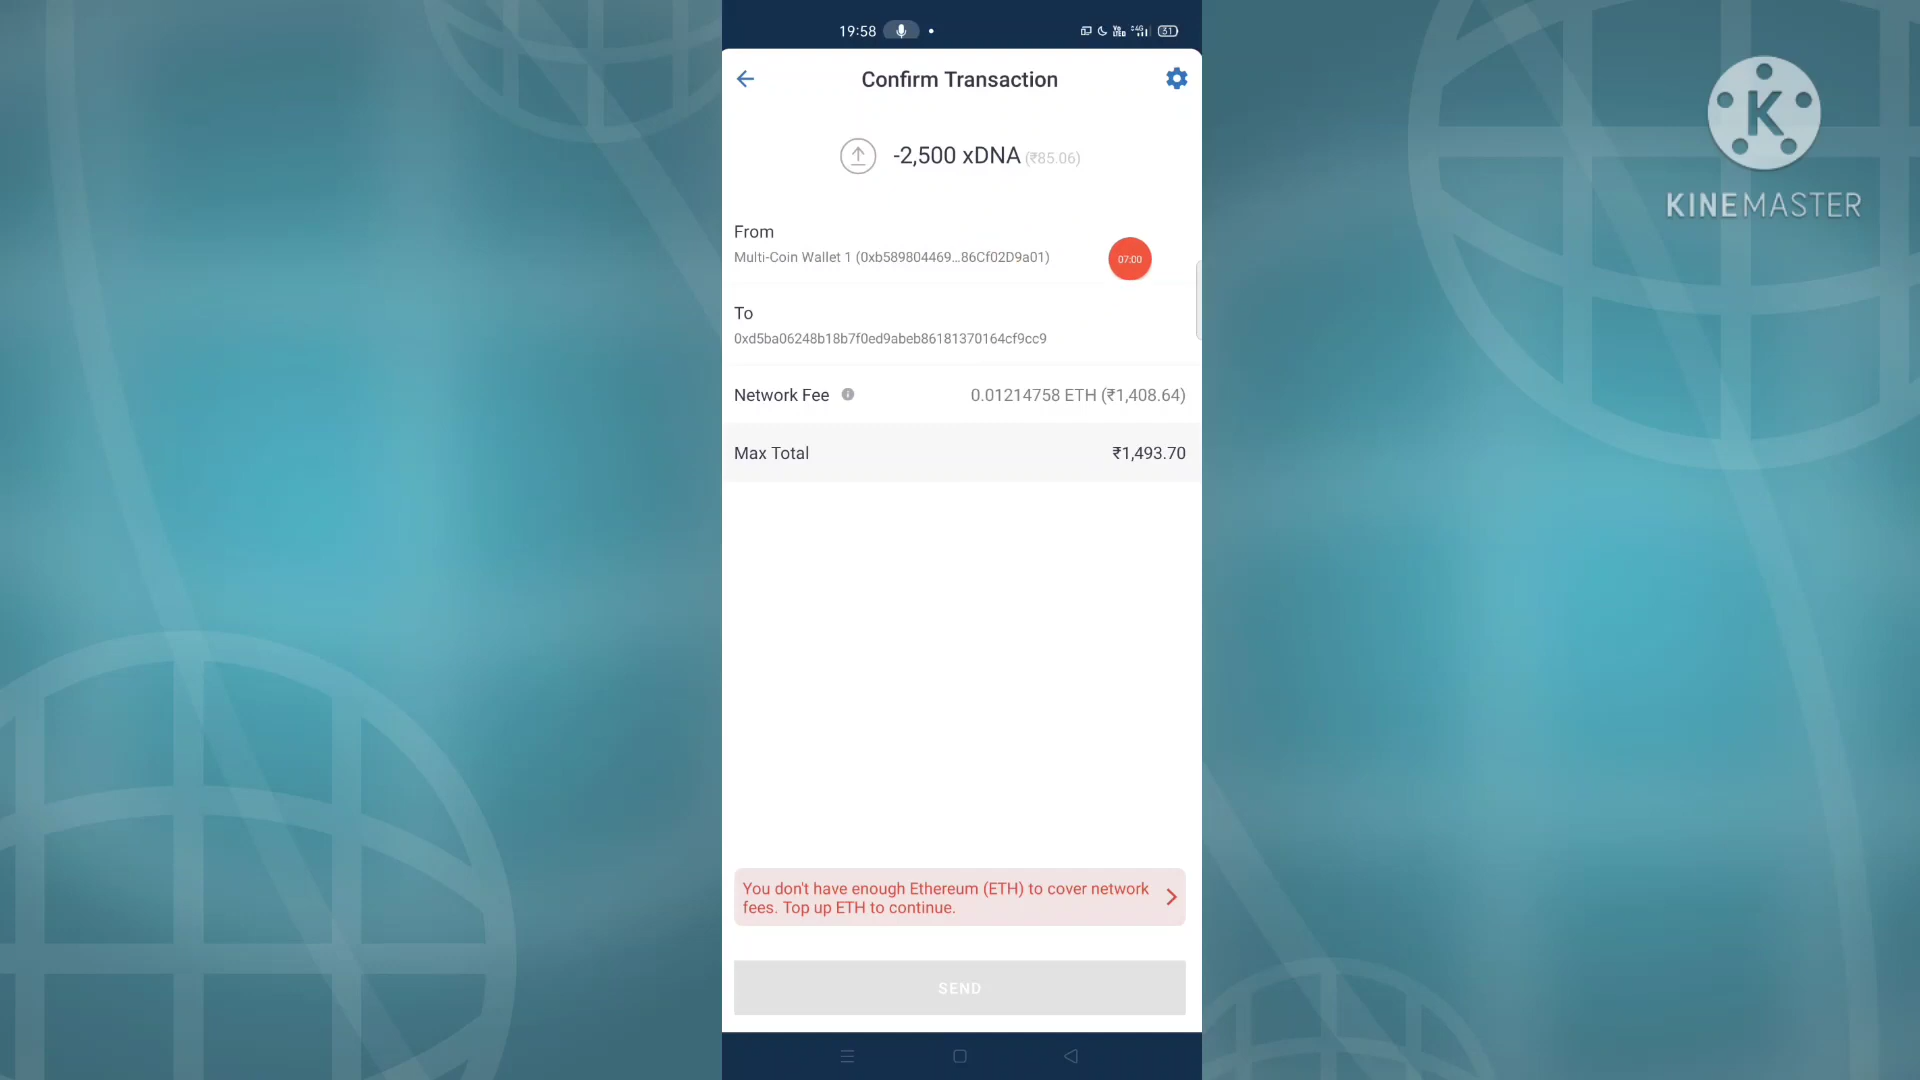 19:58
31
Confirm Transaction
-2,500 xDNA (₹85.06)
From
Multi-Coin Wallet 1 (0xb589804469...86Cf02D9a01)
07:00
To
0xd5ba06248b18b7f0ed9abeb86181370164cf9cc9
Network Fee
0.01214758 ETH (₹1,408.64)
Max Total
₹1,493.70
You don't have enough Ethereum (ETH) to cover network
fees. Top up ETH to continue.
SEND
K
KINEMASTER